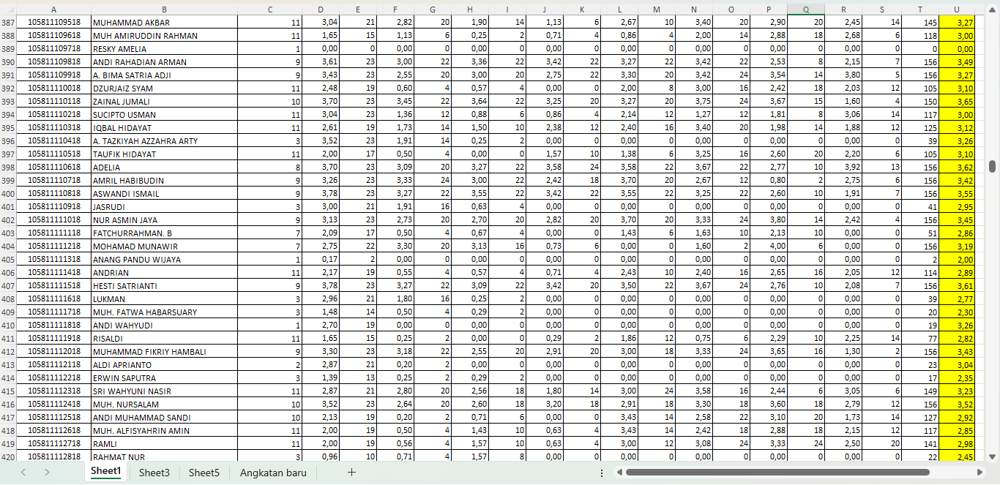 A B C D E F G H I J K L M N O P Q R S T U
387 105811109518 MUHAMMAD AKBAR 11 3,04 21 2,82 20 1,90 14 1,13 6 2,67 10 3,40 20 2,90 20 2,45 14 145 3,27
388 105811109618 MUH AMIRUDDIN RAHMAN 11 1,65 15 1,13 6 0,25 2 0,71 4 0,86 4 2,00 14 2,88 18 2,68 6 118 3,00
389 105811109718 RESKY AMELIA 1 0,00 0 0,00 0 0,00 0 0,00 0 0,00 0 0,00 0 0,00 0 0,00 0 0 0,00
390 105811109818 ANDI RAHADIAN ARMAN 9 3,61 23 3,00 22 3,36 22 3,42 22 3,27 22 3,42 22 2,53 8 2,15 7 156 3,49
391 105811109918 A. BIMA SATRIA ADJI 9 3,43 23 2,55 20 3,00 20 2,75 22 3,30 20 3,42 24 3,54 14 3,80 5 156 3,27
392 105811110018 DZURJAIZ SYAM 11 2,48 19 0,60 4 0,57 4 0,00 0 2,00 8 3,00 16 2,42 18 2,03 12 105 3,10
393 105811110118 ZAINAL JUMALI 10 3,70 23 3,45 22 3,64 22 3,25 20 3,27 20 3,75 24 3,67 15 1,60 4 150 3,65
394 105811110218 SUCIPTO USMAN 11 3,04 23 1,36 12 0,88 6 0,86 4 2,14 12 1,27 12 1,81 8 3,06 14 117 3,00
395 105811110318 IQBAL HIDAYAT 11 2,61 19 1,73 14 1,50 10 2,38 12 2,40 16 3,40 20 1,98 14 1,88 12 125 3,12
396 105811110418 A. TAZKIYAH AZZAHRA ARTY 3 3,52 23 1,91 14 0,25 2 0,00 0 0,00 0 0,00 0 0,00 0 0,00 0 39 3,26
397 105811110518 TAUFIK HIDAYAT 11 2,00 17 0,50 4 0,00 0 1,57 10 1,38 6 3,25 16 2,60 20 2,20 6 105 3,10
398 105811110618 ADELIA 8 3,70 23 3,09 20 3,27 22 3,58 24 3,58 22 3,67 22 2,77 10 3,92 13 156 3,62
399 105811110718 AMRIL HABIBUDIN 9 3,26 23 3,33 24 3,00 22 2,42 18 3,70 20 2,67 12 0,80 2 2,75 6 156 3,42
400 105811110818 ASWANDI ISMAIL 9 3,78 23 3,27 22 3,55 22 3,42 22 3,55 22 3,25 22 2,60 10 1,91 7 156 3,55
401 105811110918 JASRUDI 3 3,00 21 1,91 16 0,63 4 0,00 0 0,00 0 0,00 0 0,00 0 0,00 0 41 2,95
402 105811111018 NUR ASMIN JAYA 9 3,13 23 2,73 20 2,70 20 2,82 20 3,70 20 3,33 24 3,80 14 2,42 4 156 3,45
403 105811111118 FATCHURRAHMAN. B 7 2,09 17 0,50 4 0,67 4 0,00 0 1,43 6 1,63 10 2,13 10 0,00 0 51 2,86
404 105811111218 MOHAMAD MUNAWIR 7 2,75 22 3,30 20 3,13 16 0,73 6 0,00 0 1,60 2 4,00 6 0,00 0 156 3,19
405 105811111318 ANANG PANDU WIJAYA 1 0,17 2 0,00 0 0,00 0 0,00 0 0,00 0 0,00 0 0,00 0 0,00 0 2 2,00
406 105811111418 ANDRIAN 11 2,17 19 0,55 4 0,57 4 0,71 4 2,43 10 2,40 16 2,65 16 2,05 12 114 2,89
407 105811111518 HESTI SATRIANTI 9 3,78 23 3,27 22 3,09 22 3,42 20 3,50 22 3,67 24 2,76 10 2,08 7 156 3,61
408 105811111618 LUKMAN 3 2,96 21 1,80 16 0,25 2 0,00 0 0,00 0 0,00 0 0,00 0 0,00 0 39 2,77
409 105811111718 MUH. FATWA HABARSUARY 3 1,48 14 0,50 4 0,29 2 0,00 0 0,00 0 0,00 0 0,00 0 0,00 0 20 2,30
410 105811111818 ANDI WAHYUDI 1 2,70 19 0,00 0 0,00 0 0,00 0 0,00 0 0,00 0 0,00 0 0,00 0 19 3,26
411 105811111918 RISALDI 11 1,65 15 0,25 2 0,00 0 0,29 2 1,86 12 0,75 6 2,29 10 2,25 14 77 2,82
412 105811112018 MUHAMMAD FIKRIY HAMBALI 9 3,30 23 3,18 22 2,55 20 2,91 20 3,00 18 3,33 24 3,65 16 1,30 2 156 3,43
413 105811112118 ALDI APRIANTO 2 2,87 21 0,20 2 0,00 0 0,00 0 0,00 0 0,00 0 0,00 0 0,00 0 23 3,04
414 105811112218 ERWIN SAPUTRA 3 1,39 13 0,25 2 0,29 2 0,00 0 0,00 0 0,00 0 0,00 0 0,00 0 17 2,35
415 105811112318 SRI WAHYUNI NASIR 11 2,87 21 2,80 20 2,56 18 1,80 14 3,00 24 3,58 16 2,44 6 3,05 6 149 3,23
416 105811112418 MUH. NURSALAM 10 3,52 23 2,64 20 2,60 18 3,20 18 2,91 18 3,30 18 3,60 18 2,79 12 156 3,52
417 105811112518 ANDI MUHAMMAD SANDI 10 2,13 19 0,20 2 0,71 6 0,00 0 3,43 14 2,58 22 3,10 20 1,73 14 127 2,92
418 105811112618 MUH. ALFISYAHRIN AMIN 11 2,00 19 0,50 4 1,43 10 0,63 4 3,43 14 2,42 18 2,88 18 2,15 12 117 2,85
419 105811112718 RAMLI 11 2,00 19 0,56 4 1,57 10 0,63 4 3,00 12 3,08 24 3,33 24 2,50 20 141 2,98
420 105811112818 RAHMAT NUR 3 0,96 10 0,71 4 1,57 8 0,00 0 0,00 0 0,00 0 0,00 0 0,00 0 22 2,45
Sheet1 Sheet3 Sheet5 Angkatan baru